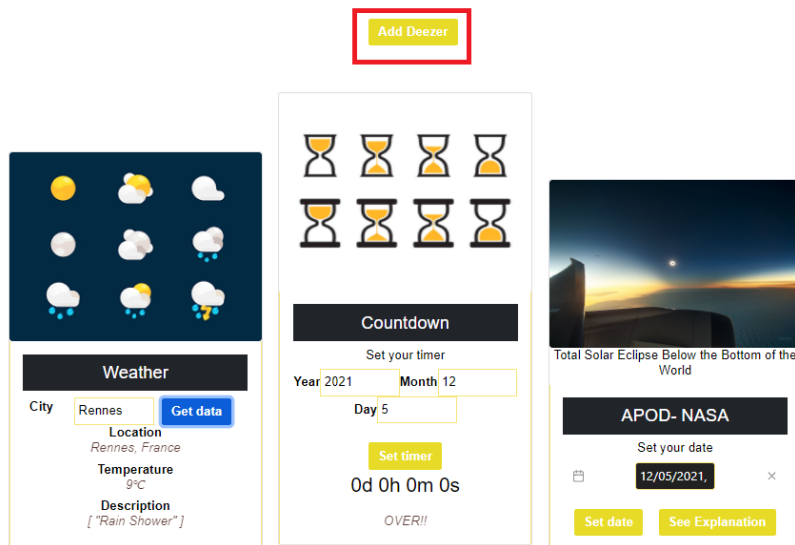 Add Deezer
Weather
City Rennes Get data
Location
Rennes, France
Temperature
9℃
Description
[ "Rain Shower" ]
Countdown
Set your timer
Year 2021 Month 12
Day 5
Set timer
0d 0h 0m 0s
OVER!!
Total Solar Eclipse Below the Bottom of the
World
APOD- NASA
Set your date
12/05/2021,
Set date See Explanation